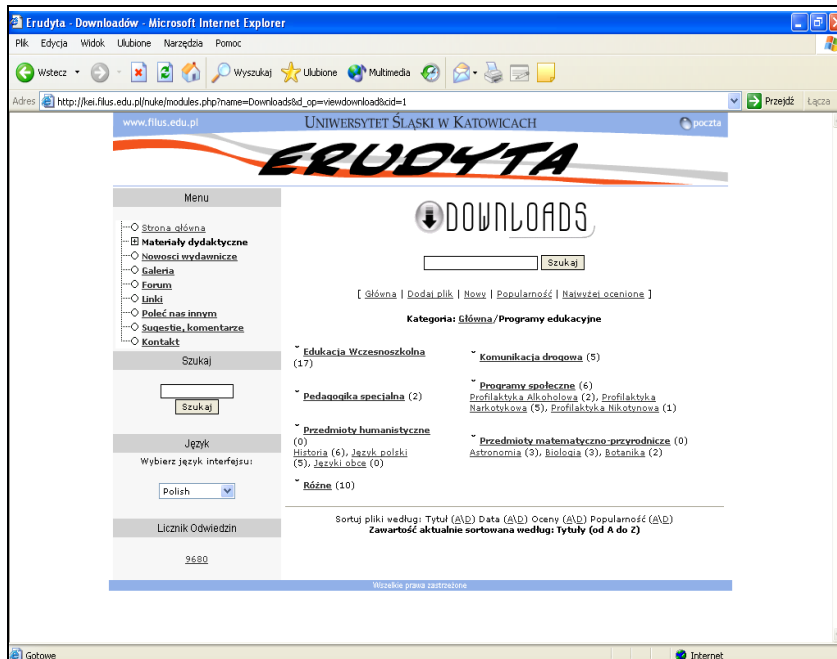 Erudyta - Downloadów - Microsoft Internet Explorer
Plik Edycja Widok Ulubione Narzędzia Pomoc
Wstecz Wyszukaj Ulubione Multimedia
Adres http://kei.filus.edu.pl/nuke/modules.php?name=Downloads&d_op=viewdownload&cid=1 Przejdź Łącza
www.filus.edu.pl UNIWERSYTET ŚLĄSKI W KATOWICACH poczta
ERUDYTA
Menu
Strona główna
Materiały dydaktyczne
Nowosci wydawnicze
Galeria
Forum
Linki
Poleć nas innym
Sugestie, komentarze
Kontakt
Szukaj
Szukaj
Język
Wybierz język interfejsu:
Polish
Licznik Odwiedzin
9680
DOWNLOADS
Szukaj
[ Główna | Dodaj plik | Nowy | Popularność | Najwyżej ocenione ]
Kategoria: Główna/Programy edukacyjne
Edukacja Wczesnoszkolna
(17)
Komunikacja drogowa (5)
Pedagogika specjalna (2)
Programy społeczne (6)
Profilaktyka Alkoholowa (2), Profilaktyka
Narkotykowa (5), Profilaktyka Nikotynowa (1)
Przedmioty humanistyczne
(0)
Historia (6), Język polski
(5), Języki obce (0)
Przedmioty matematyczno-przyrodnicze (0)
Astronomia (3), Biologia (3), Botanika (2)
Różne (10)
Sortuj pliki według: Tytuł (A\D) Data (A\D) Oceny (A\D) Popularność (A\D)
Zawartość aktualnie sortowana według: Tytuły (od A do Z)
Wszelkie prawa zastrzeżone
Gotowe Internet